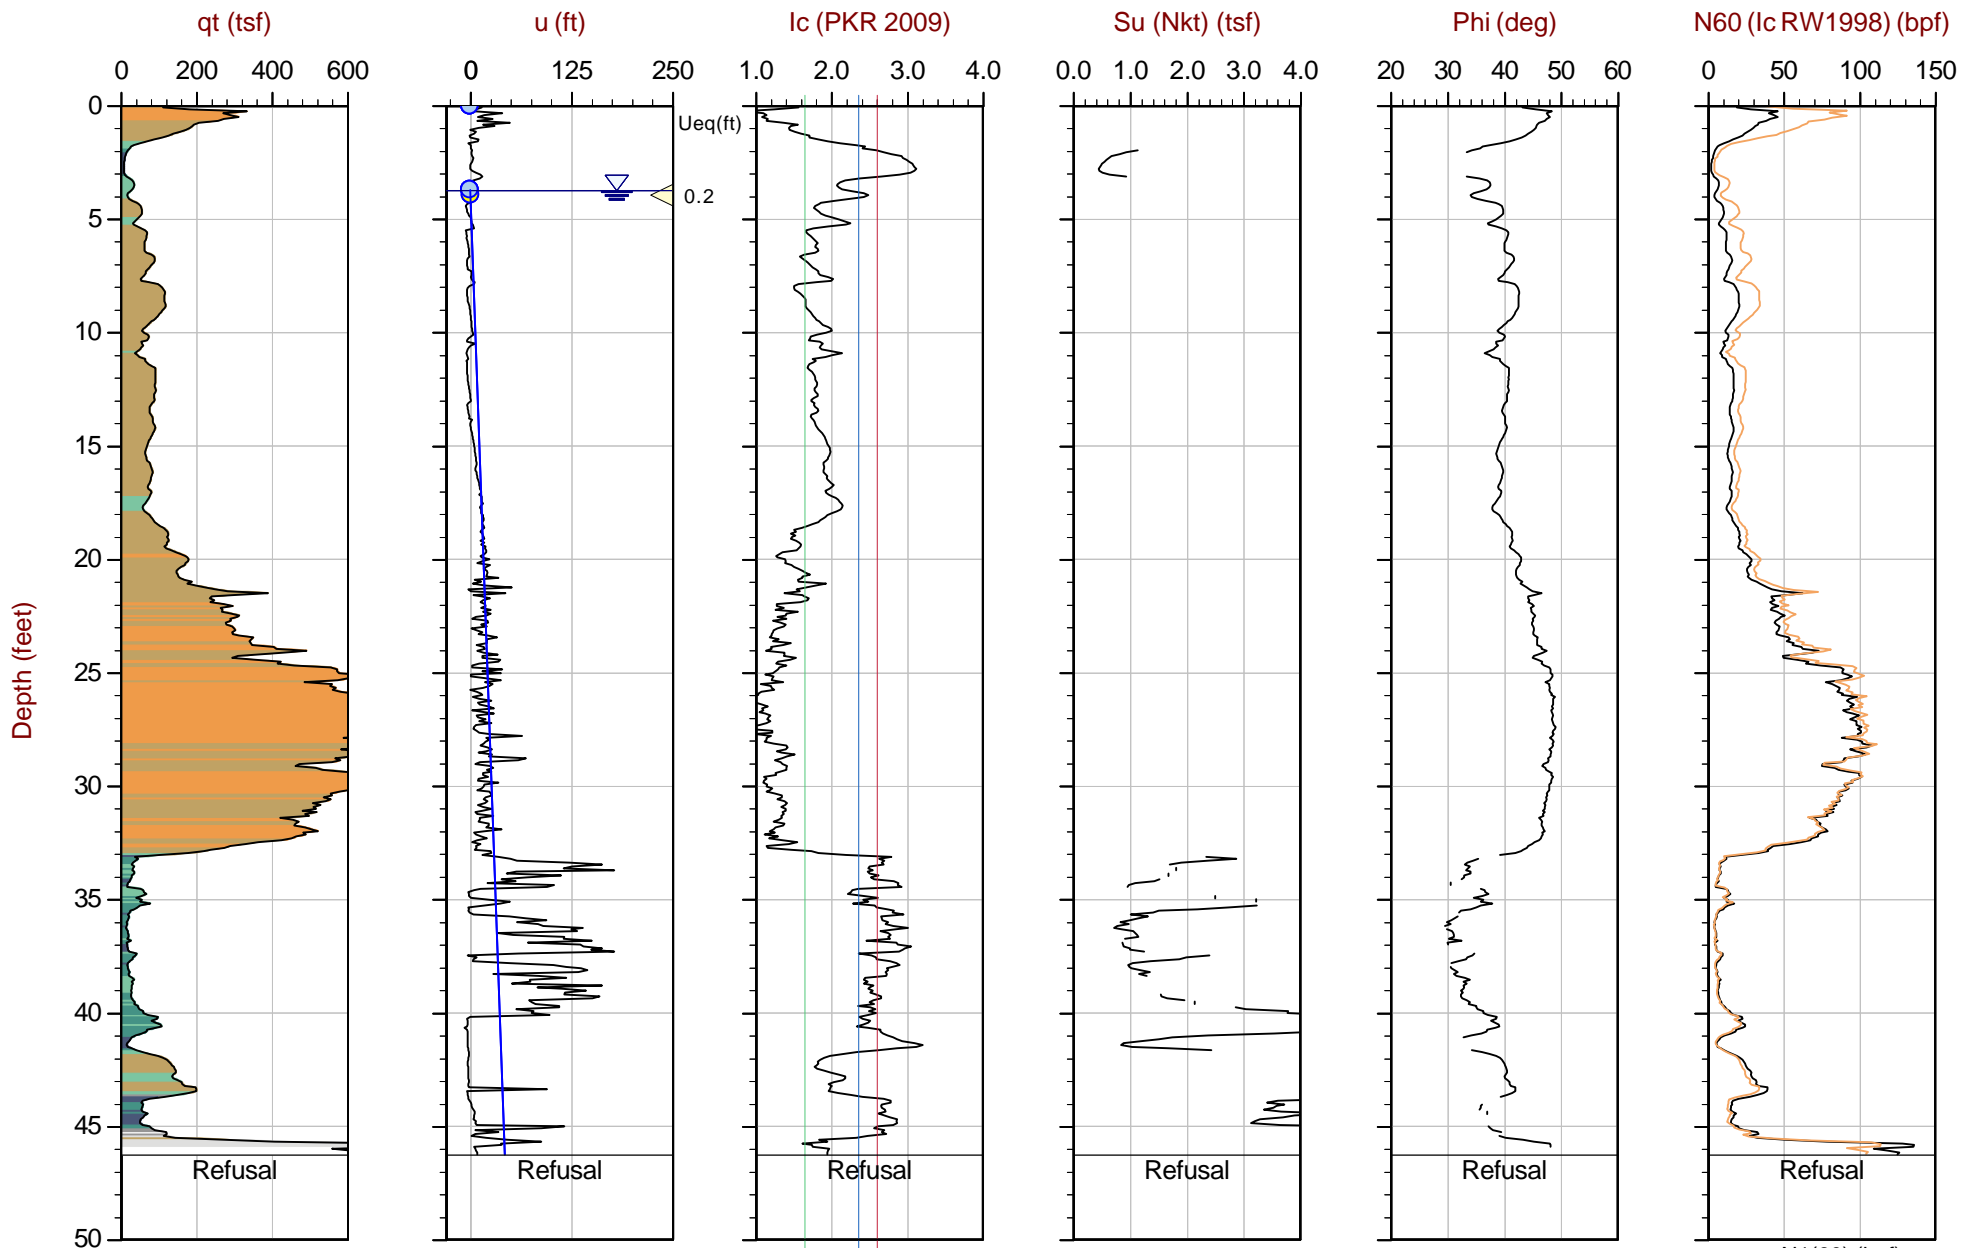 qt (tsf) u (ft) Ic (PKR 2009) Su (Nkt) (tsf) Phi (deg) N60 (Ic RW1998) (bpf)
0 200 400 600 0 125 250 1.0 2.0 3.0 4.0 0.0 1.0 2.0 3.0 4.0 20 30 40 50 60 0 50 100 150
0
Ueq(ft)
0.2
5
10
15
20
25
30
35
40
45
50
Depth (feet)
Refusal Refusal Refusal Refusal Refusal Refusal